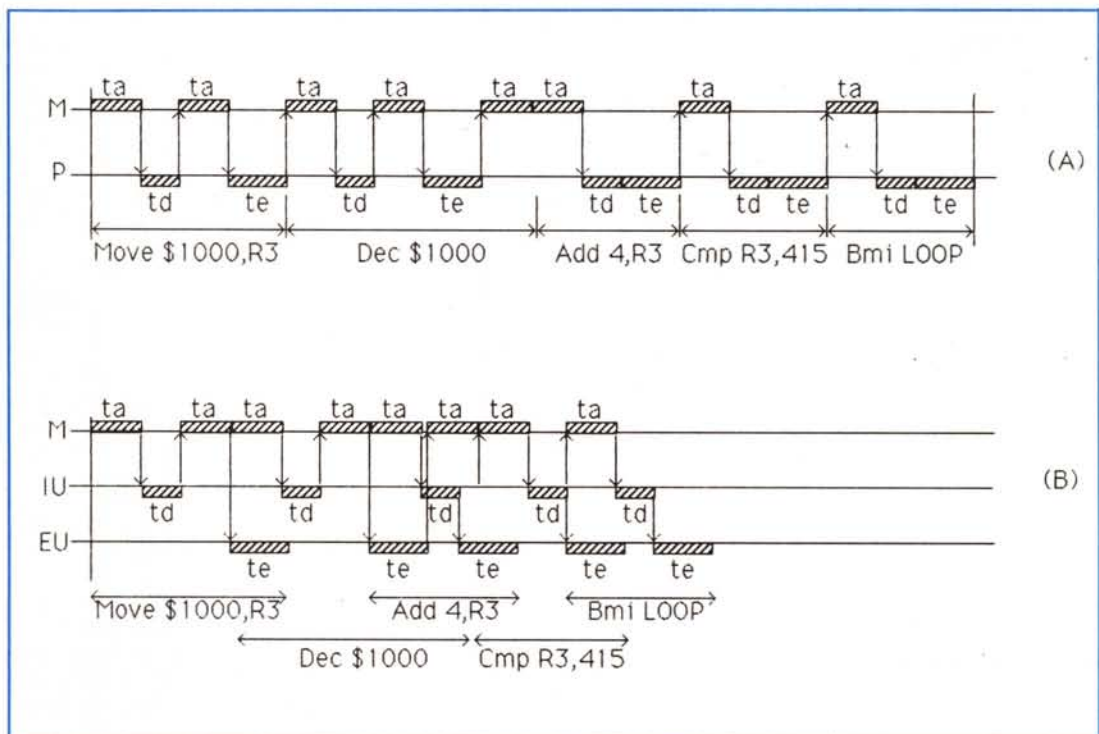 ta ta ta ta ta ta ta ta
M
P
(A)
td te td te td te td te td te
Move $1000,R3 Dec $1000 Add 4,R3 Cmp R3,415 Bmi LOOP
ta ta ta ta ta ta ta ta
M
IU
(B)
td td td td td
EU
te te te te te
Move $1000,R3 Add 4,R3 Bmi LOOP
Dec $1000 Cmp R3,415